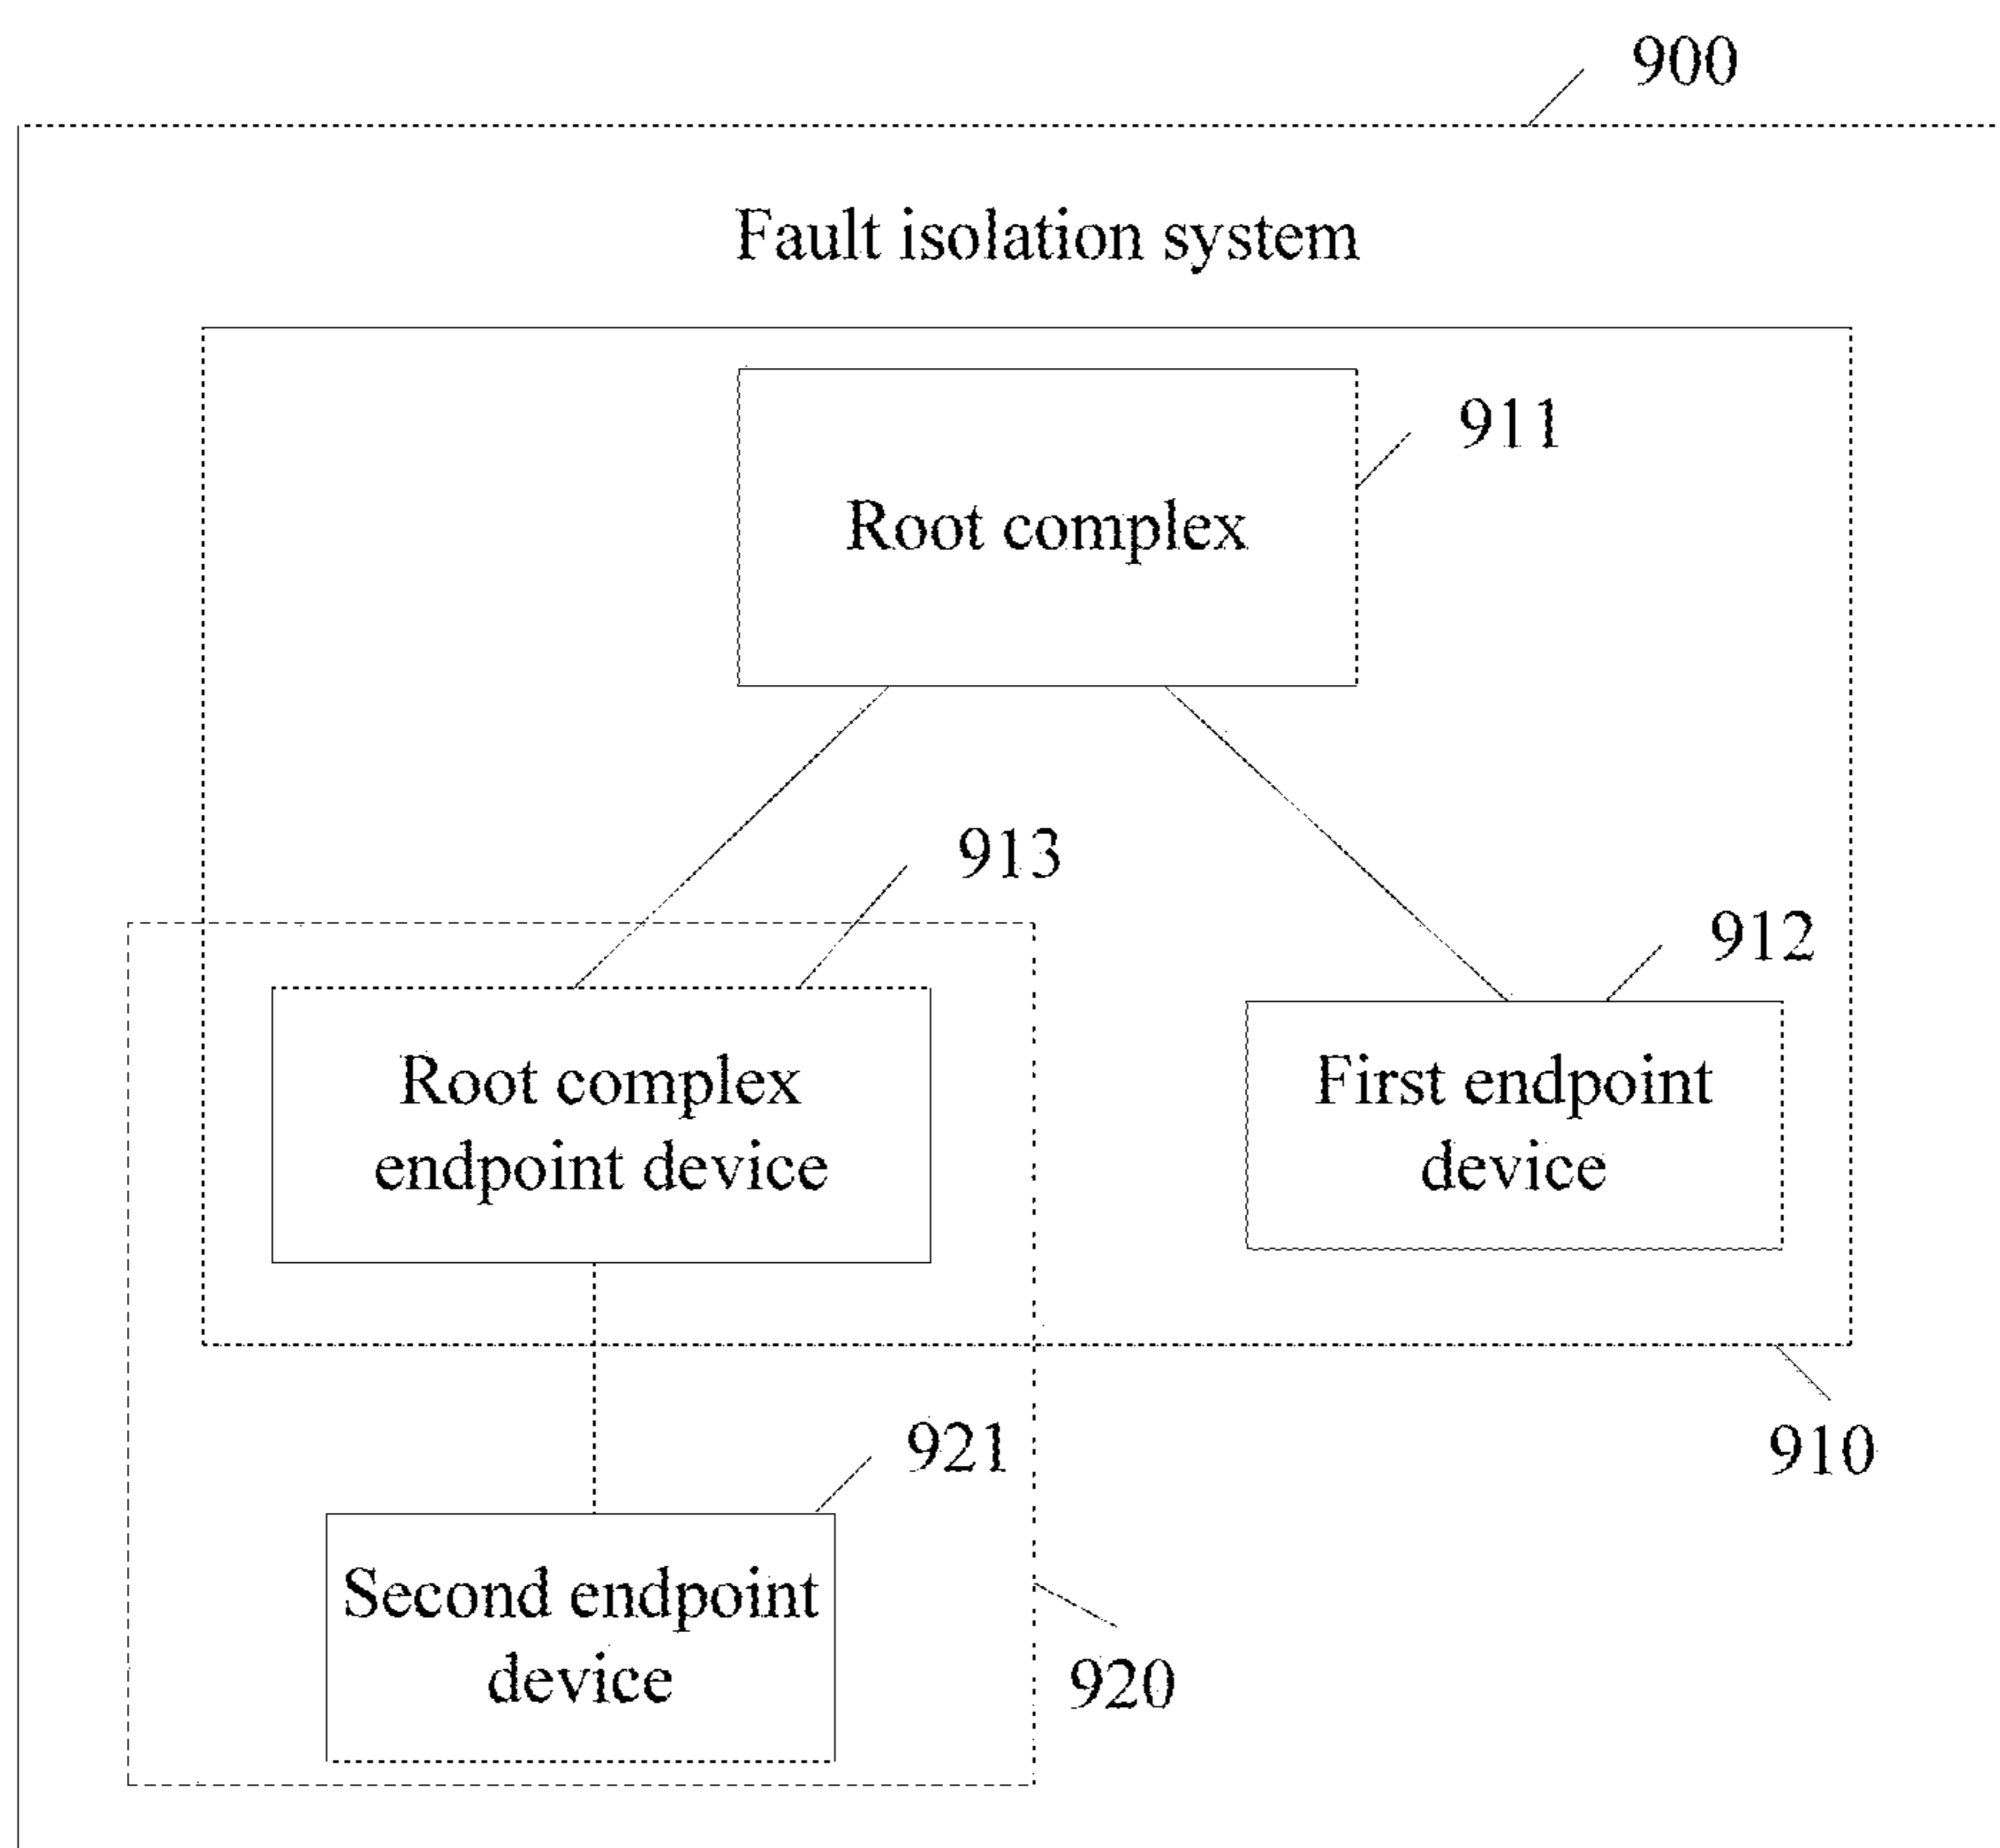 900
Fault isolation system
911
Root complex
913
912
Root complex
endpoint device
First endpoint
device
921
910
Second endpoint
device
920